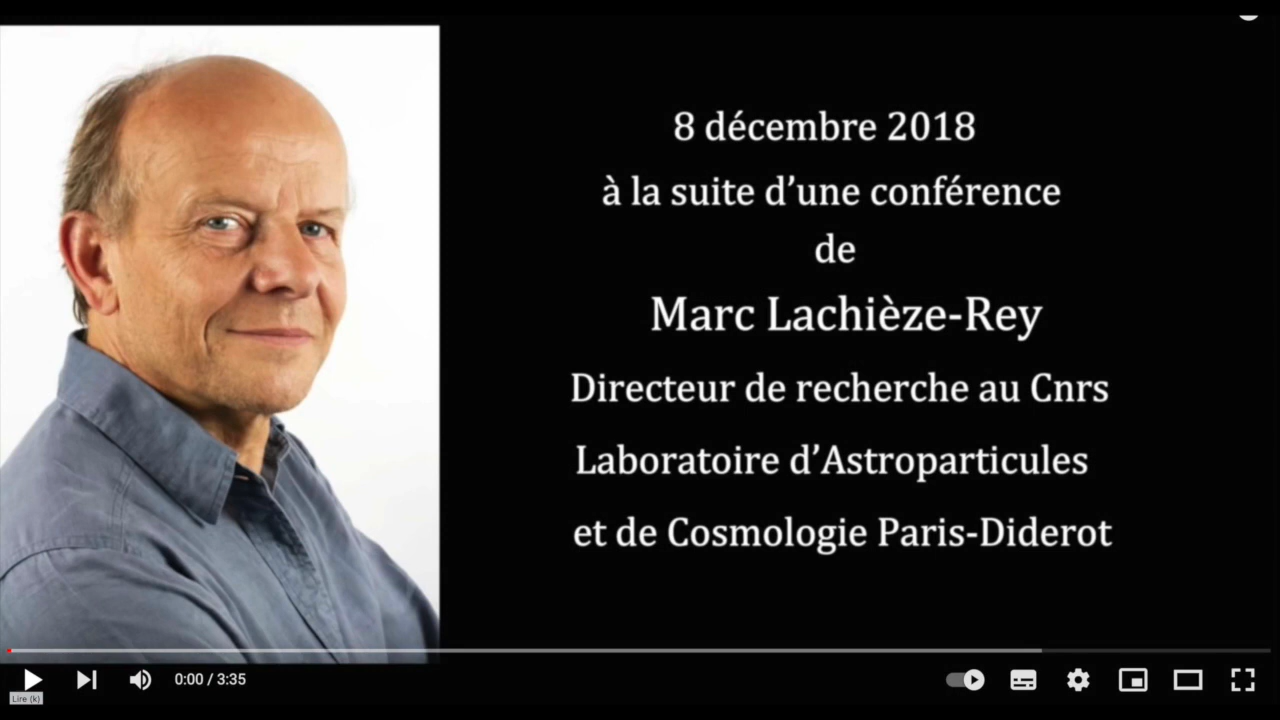 8 décembre 2018
à la suite d’une conférence
de
Marc Lachièze-Rey
Directeur de recherche au Cnrs
Laboratoire d’Astroparticules
et de Cosmologie Paris-Diderot
0:00 / 3:35
Lire (k)